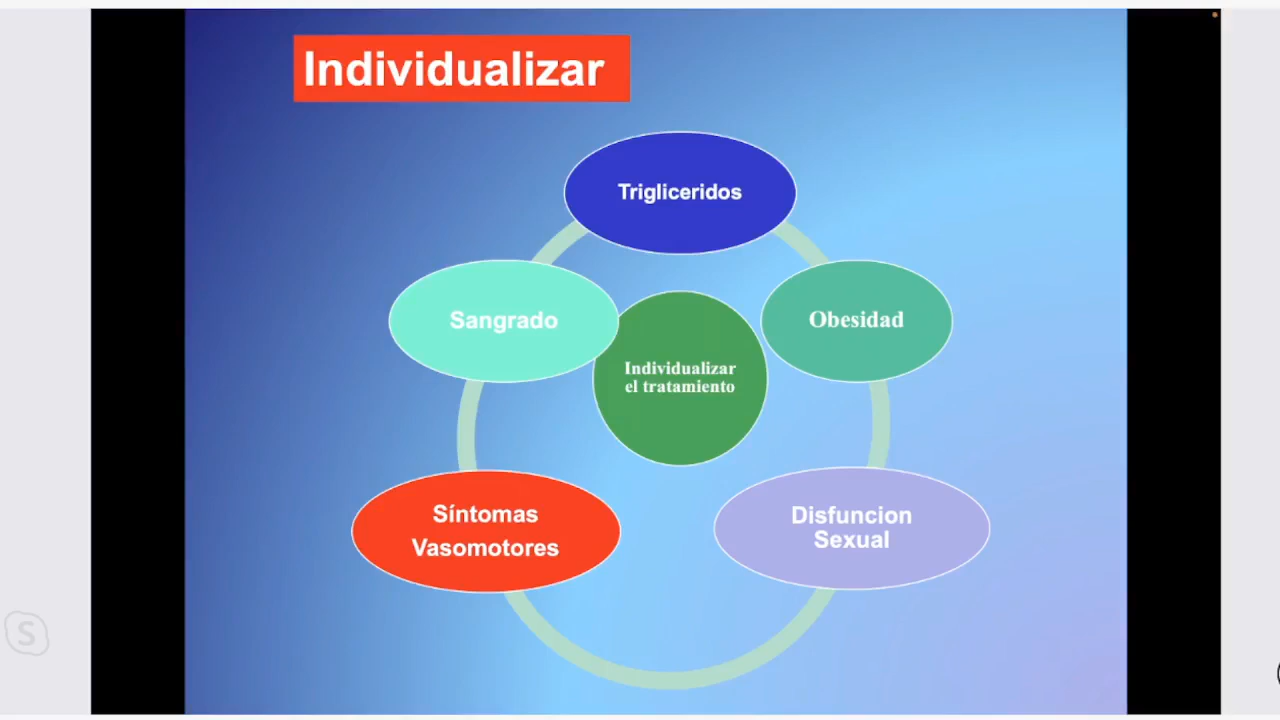 Individualizar
Trigliceridos
Sangrado
Obesidad
Individualizar
el tratamiento
Síntomas
Vasomotores
Disfuncion
Sexual
S